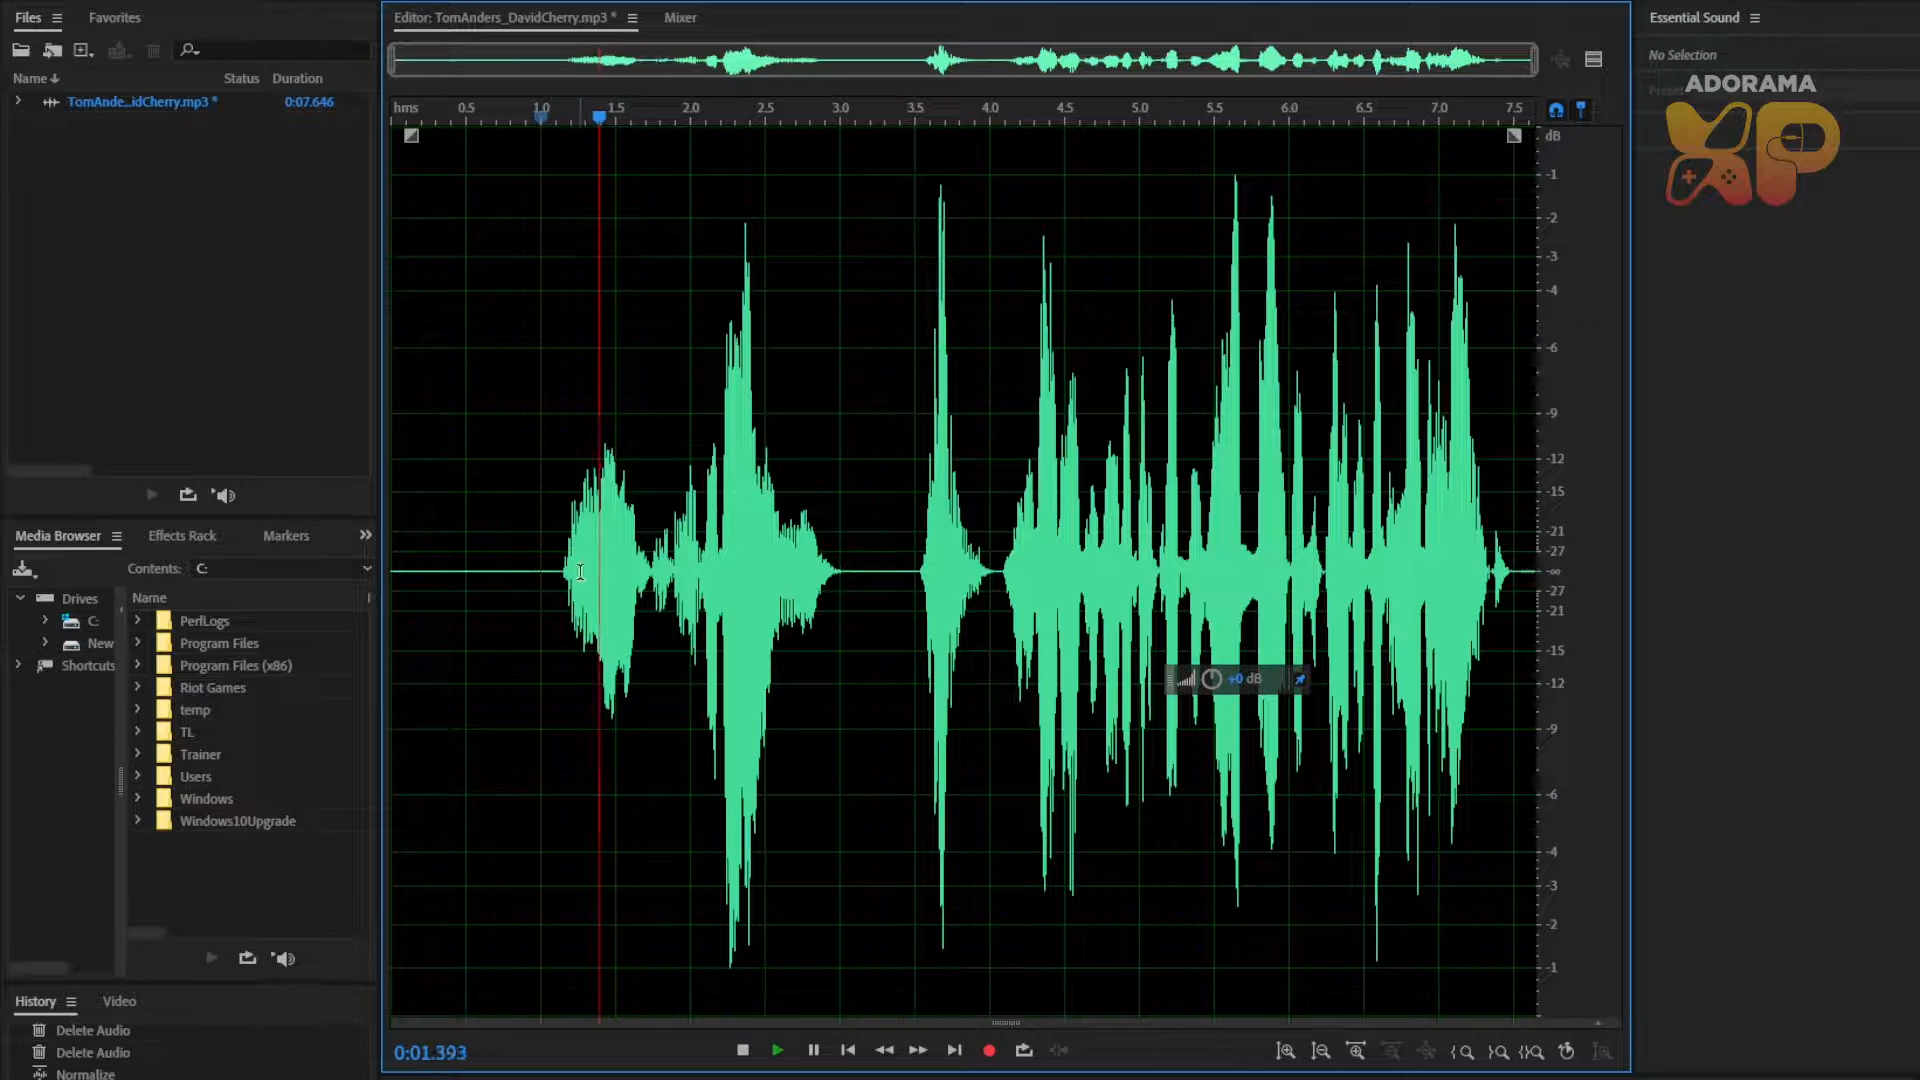 Files
Favorites
Name
Status
Duration
TomAnde...idCherry.mp3 *
0:07.646
Media Browser
Effects Rack
Markers
Contents:
C:
Drives
C:
New
Shortcuts
Name
PerfLogs
Program Files
Program Files (x86)
Riot Games
temp
TL
Trainer
Users
Windows
Windows10Upgrade
History
Video
Delete Audio
Delete Audio
Normalize
Editor: TomAnders_DavidCherry.mp3 *
Mixer
hms
0.5
1.0
1.5
2.0
2.5
3.0
3.5
4.0
4.5
5.0
5.5
6.0
6.5
7.0
7.5
dB
-1
-2
-3
-4
-6
-9
-12
-15
-21
-27
-∞
-27
-21
-15
-12
-9
-6
-4
-3
-2
-1
+0 dB
0:01.393
Essential Sound
No Selection
Preset
ADORAMA
XP